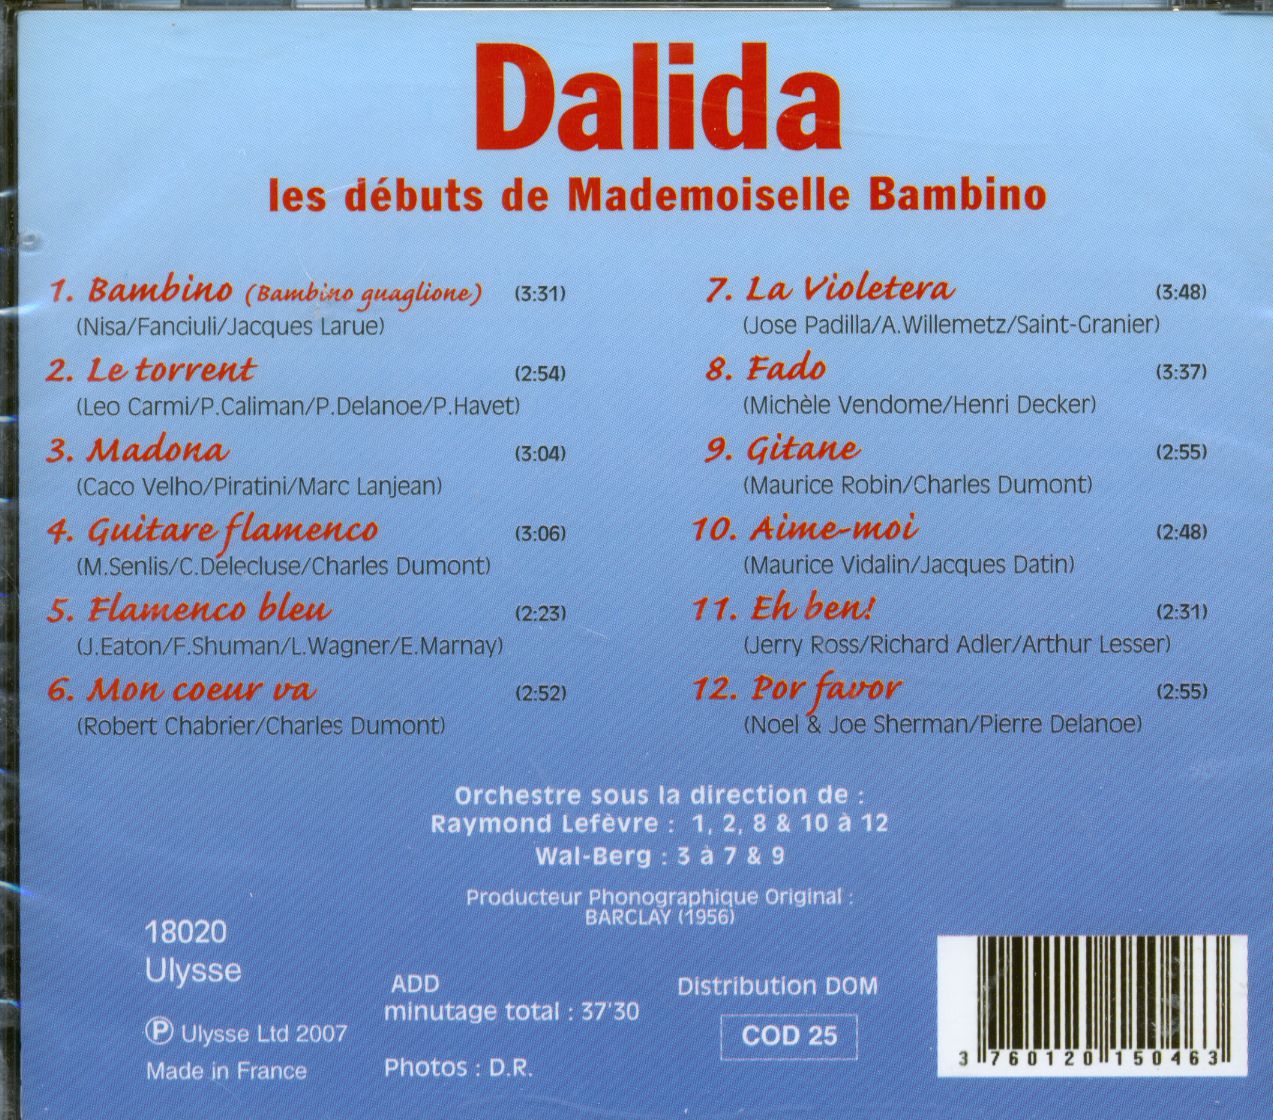 Dalida
les débuts de Mademoiselle Bambino
1. Bambino (Bambino guaglione) (3:31)
(Nisa/Fanciuli/Jacques Larue)
2. Le torrent (2:54)
(Leo Carmi/P.Caliman/P.Delanoe/P.Havet)
3. Madona (3:04)
(Caco Velho/Piratini/Marc Lanjean)
4. Guitare flamenco (3:06)
(M.Senlis/C.Delecluse/Charles Dumont)
5. Flamenco bleu (2:23)
(J.Eaton/F.Shuman/L.Wagner/E.Marnay)
6. Mon coeur va (2:52)
(Robert Chabrier/Charles Dumont)
7. La Violetera (3:48)
(Jose Padilla/A.Willemetz/Saint-Granier)
8. Fado (3:37)
(Michèle Vendome/Henri Decker)
9. Gitane (2:55)
(Maurice Robin/Charles Dumont)
10. Aime-moi (2:48)
(Maurice Vidalin/Jacques Datin)
11. Eh ben! (2:31)
(Jerry Ross/Richard Adler/Arthur Lesser)
12. Por favor (2:55)
(Noel & Joe Sherman/Pierre Delanoe)
Orchestre sous la direction de :
Raymond Lefèvre : 1, 2, 8 & 10 à 12
Wal-Berg : 3 à 7 & 9
Producteur Phonographique Original :
BARCLAY (1956)
18020
Ulysse
℗ Ulysse Ltd 2007
Made in France
ADD
minutage total : 37'30
Photos : D.R.
Distribution DOM
COD 25
3 760120 150463